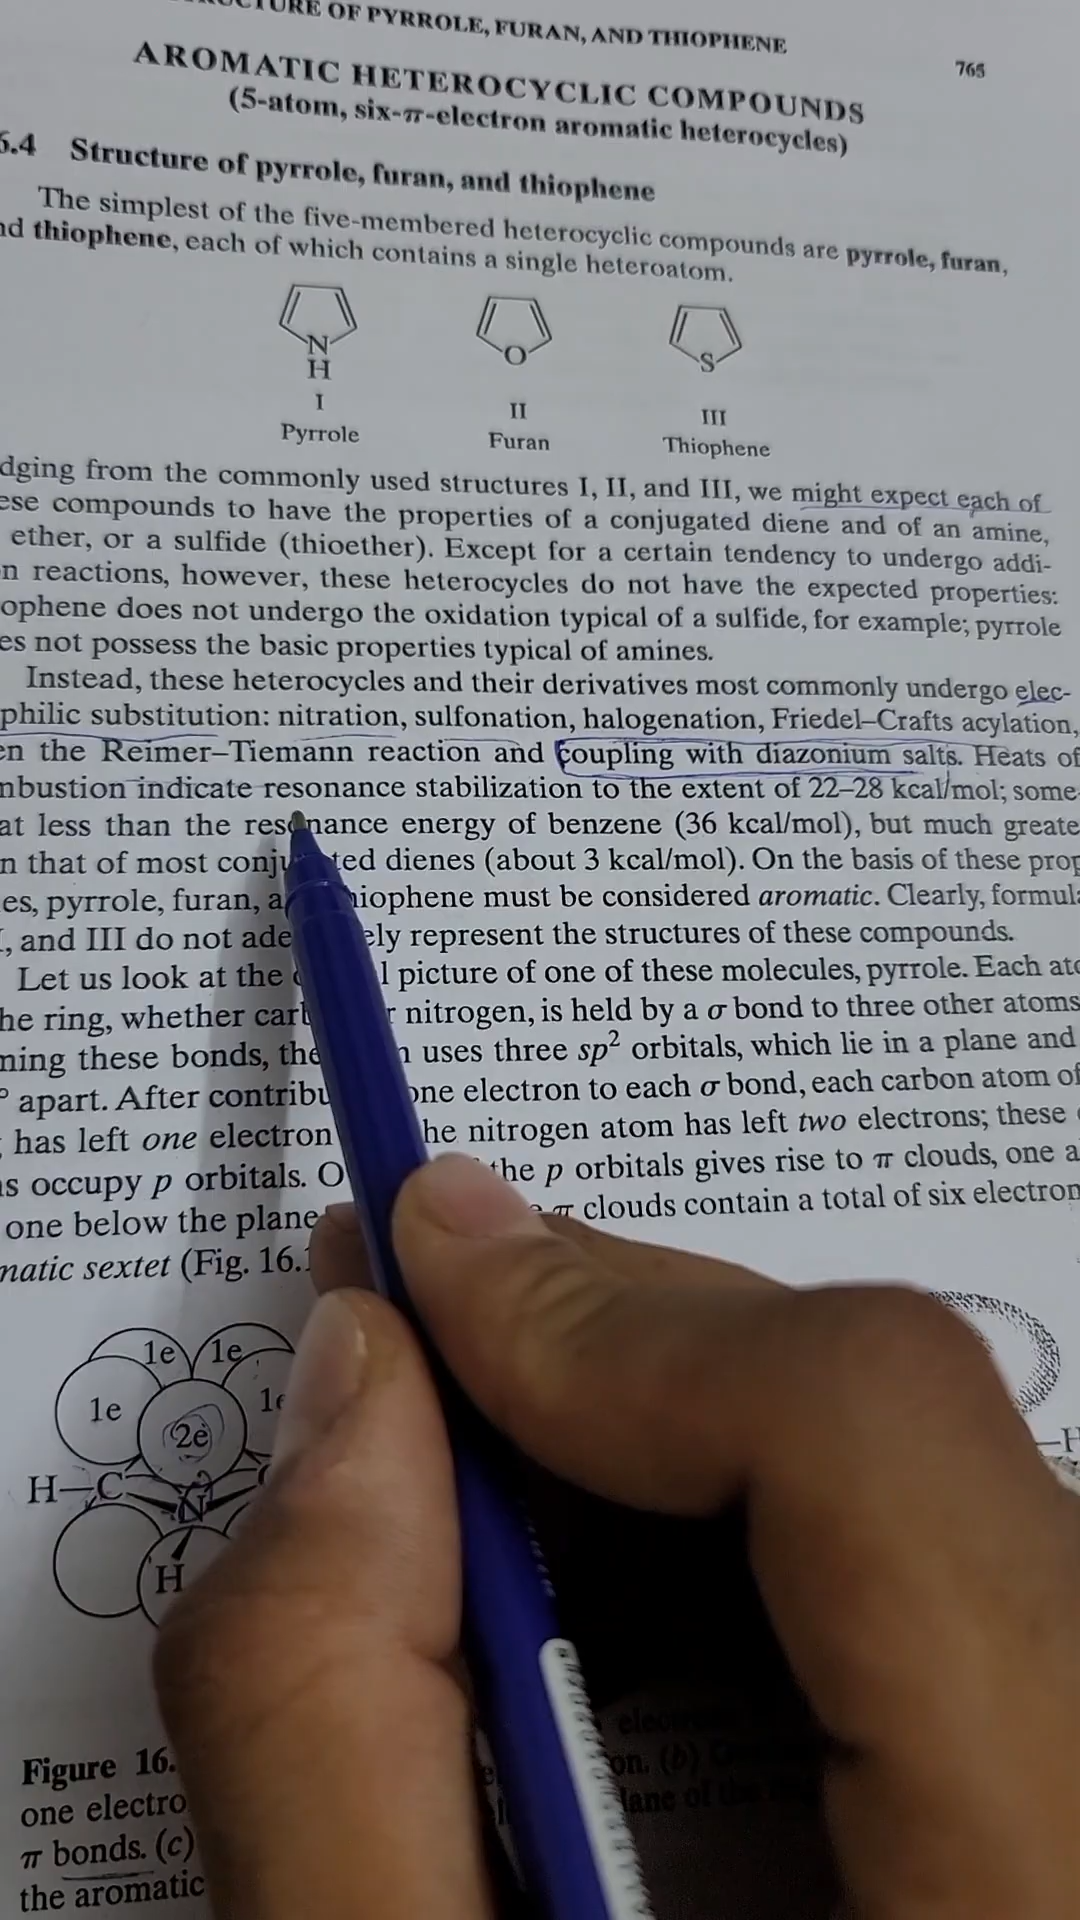 STRUCTURE OF PYRROLE, FURAN, AND THIOPHENE 765
AROMATIC HETEROCYCLIC COMPOUNDS
(5-atom, six-π-electron aromatic heterocycles)
6.4 Structure of pyrrole, furan, and thiophene
The simplest of the five-membered heterocyclic compounds are pyrrole, furan,
nd thiophene, each of which contains a single heteroatom.
N O S
H
I II III
Pyrrole Furan Thiophene
dging from the commonly used structures I, II, and III, we might expect each of
ese compounds to have the properties of a conjugated diene and of an amine,
ether, or a sulfide (thioether). Except for a certain tendency to undergo addi-
n reactions, however, these heterocycles do not have the expected properties:
ophene does not undergo the oxidation typical of a sulfide, for example; pyrrole
es not possess the basic properties typical of amines.
Instead, these heterocycles and their derivatives most commonly undergo elec-
philic substitution: nitration, sulfonation, halogenation, Friedel–Crafts acylation,
en the Reimer–Tiemann reaction and coupling with diazonium salts. Heats of
mbustion indicate resonance stabilization to the extent of 22–28 kcal/mol; some-
at less than the resonance energy of benzene (36 kcal/mol), but much greate
n that of most conju ted dienes (about 3 kcal/mol). On the basis of these prop
es, pyrrole, furan, a hiophene must be considered aromatic. Clearly, formula
, and III do not ade ely represent the structures of these compounds.
Let us look at the l picture of one of these molecules, pyrrole. Each ato
he ring, whether car r nitrogen, is held by a σ bond to three other atoms
ming these bonds, the uses three sp² orbitals, which lie in a plane and
° apart. After contribu one electron to each σ bond, each carbon atom of
has left one electron he nitrogen atom has left two electrons; these
s occupy p orbitals. O the p orbitals gives rise to π clouds, one a
one below the plane π clouds contain a total of six electron
matic sextet (Fig. 16.
1e 1e
1e 1e
2e
H—C N —H
H
Figure 16. on. (b)
one electro lane of the
π bonds. (c)
the aromatic